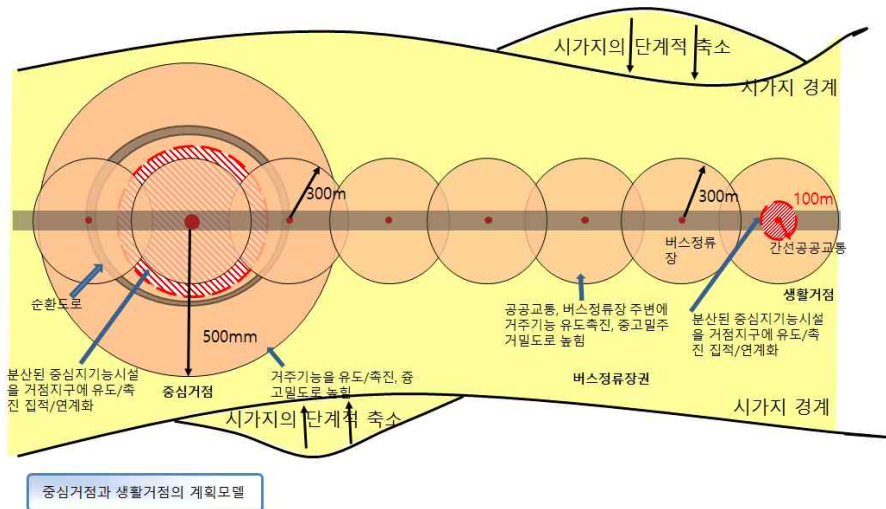 시가지의 단계적 축소
시가지 경계
300m
300m
100m
버스정류
장
간선공공교통
생활거점
순환도로
500mm
공공교통, 버스정류장 주변에
거주기능 유도촉진, 중고밀주
거밀도로 높힘
분산된 중심지기능시설
을 거점지구에 유도/촉
진 집적/연계화
분산된 중심지기능시설
을 거점지구에 유도/촉
진 집적/연계화
중심거점
거주기능을 유도/촉진, 중
고밀도로 높힘
버스정류장권
시가지의 단계적 축소
시가지 경계
중심거점과 생활거점의 계획모델